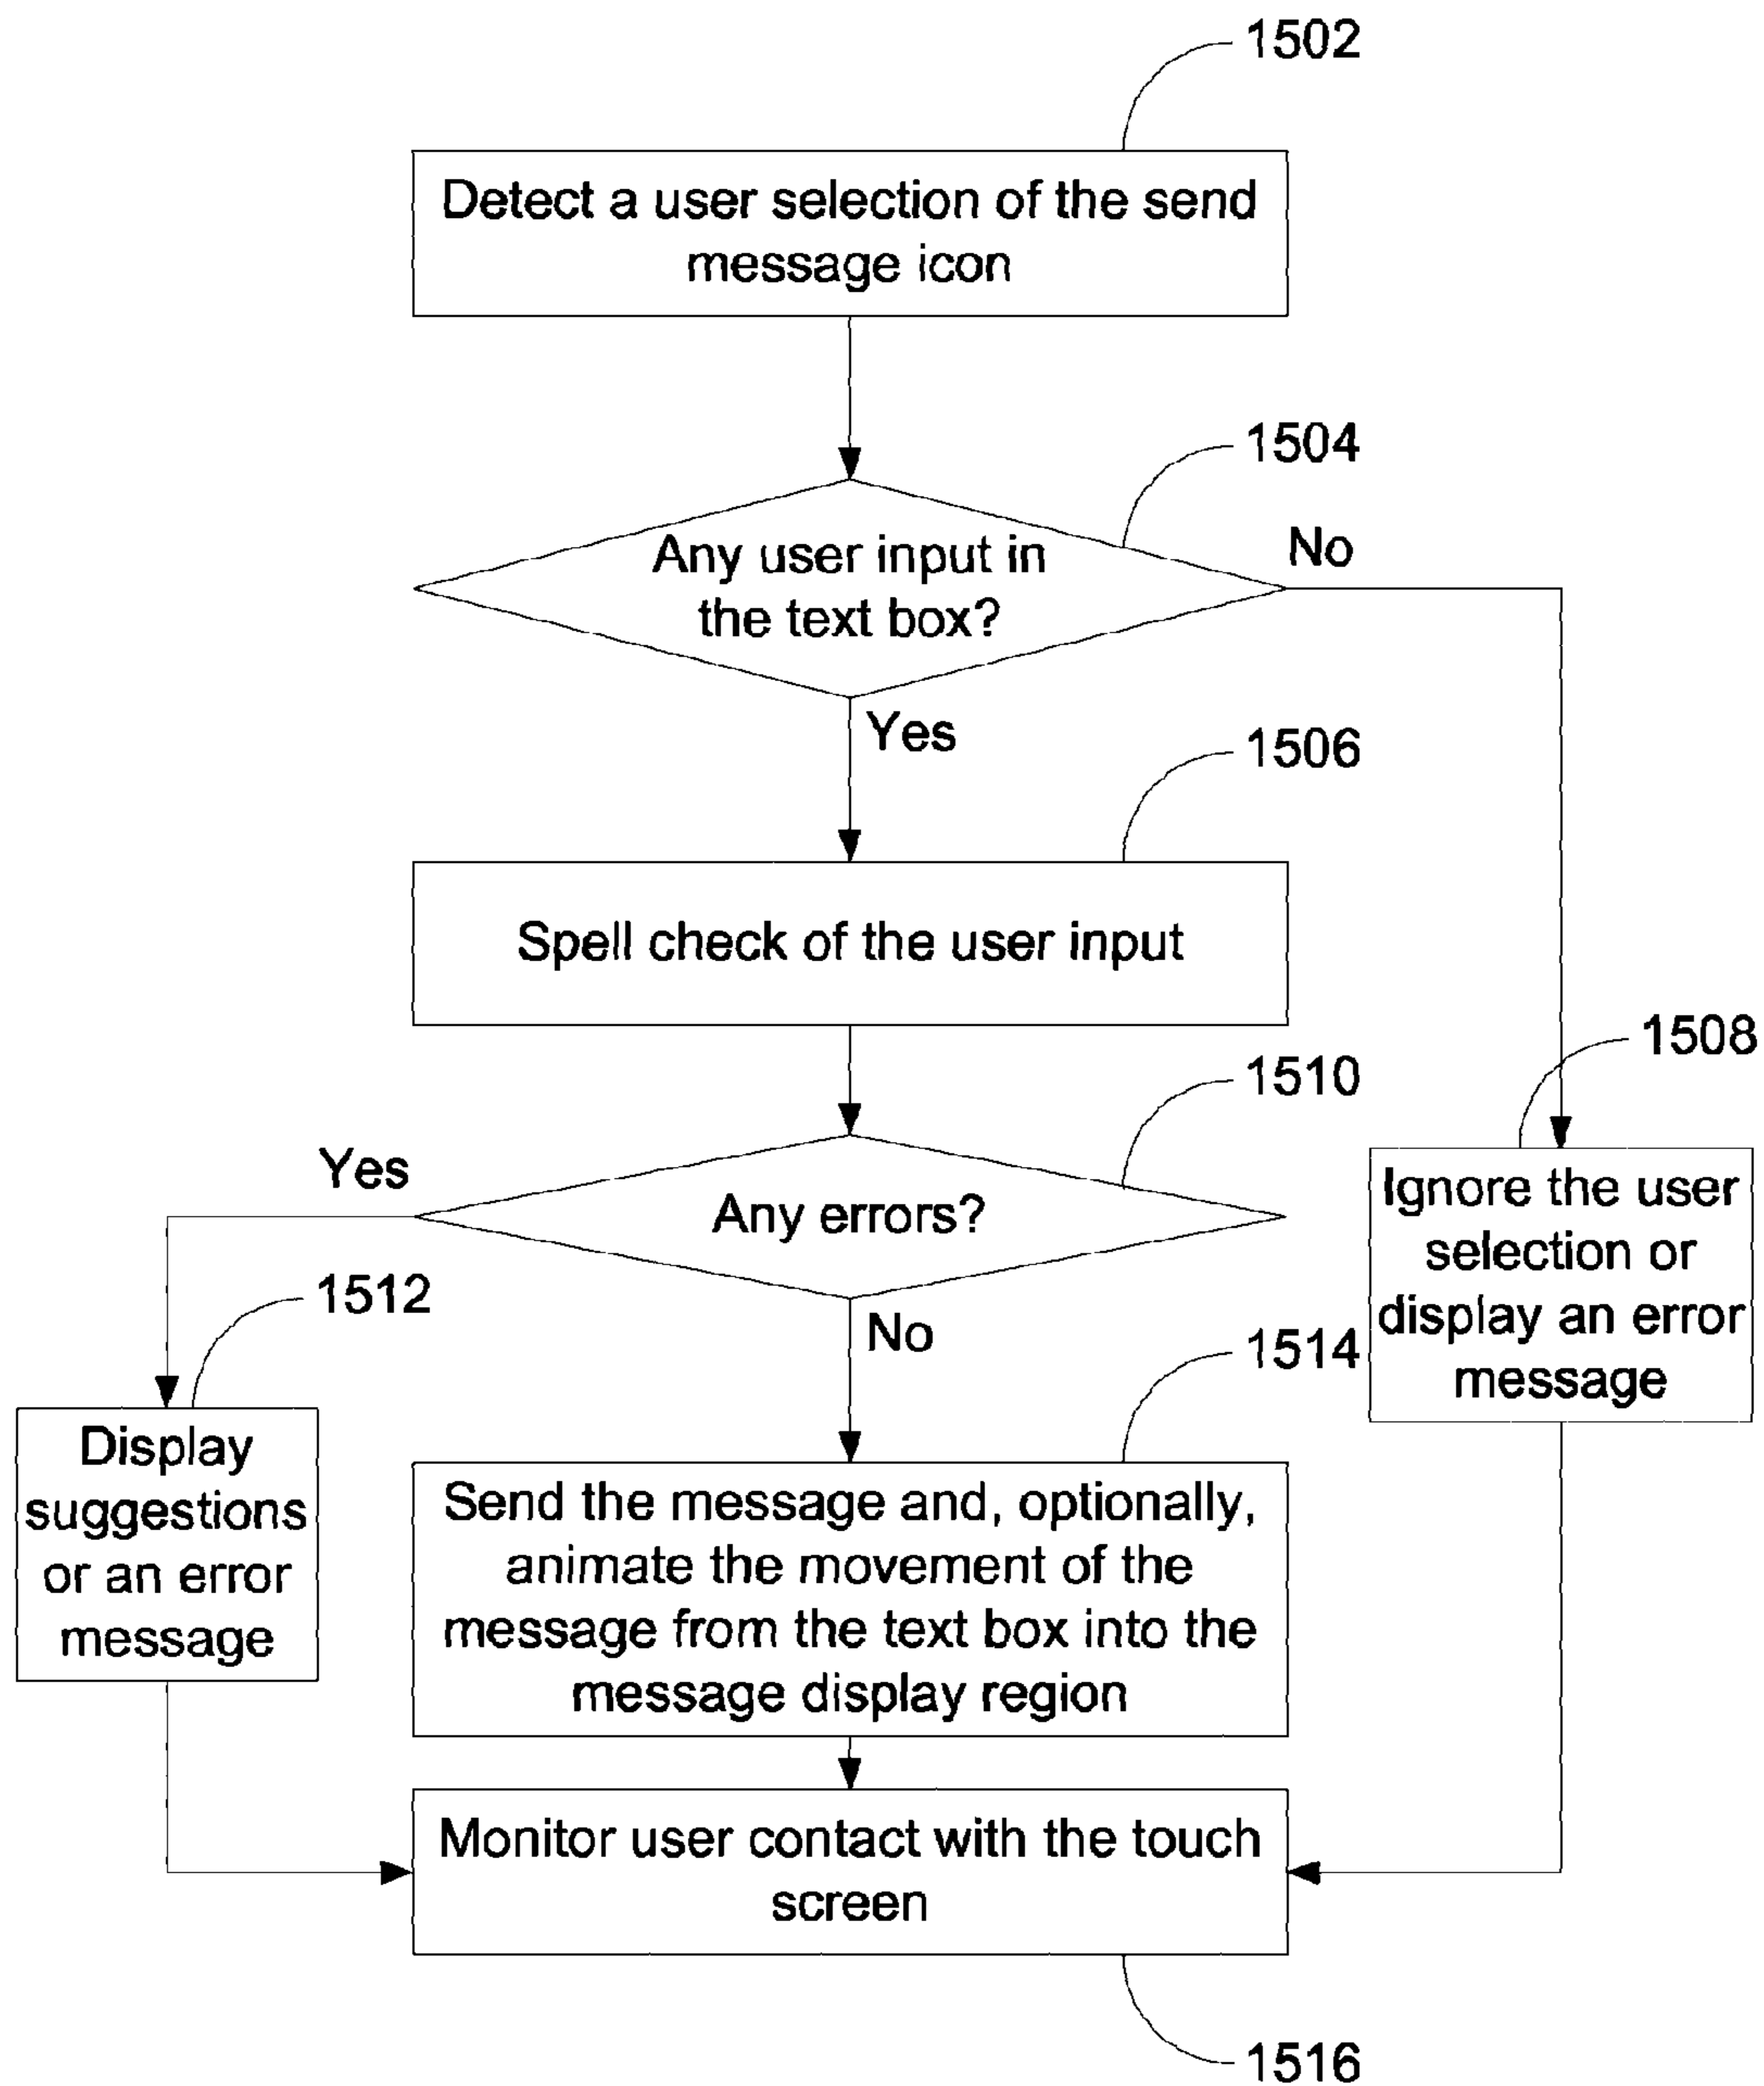 1502
Detect a user selection of the send
message icon
1504
Any user input in
the text box?
No
Yes
1506
Spell check of the user input
1508
1510
Yes
Any errors?
Ignore the user
selection or
display an error
message
1512
No
1514
Display
suggestions
or an error
message
Send the message and, optionally,
animate the movement of the
message from the text box into the
message display region
Monitor user contact with the touch
screen
1516